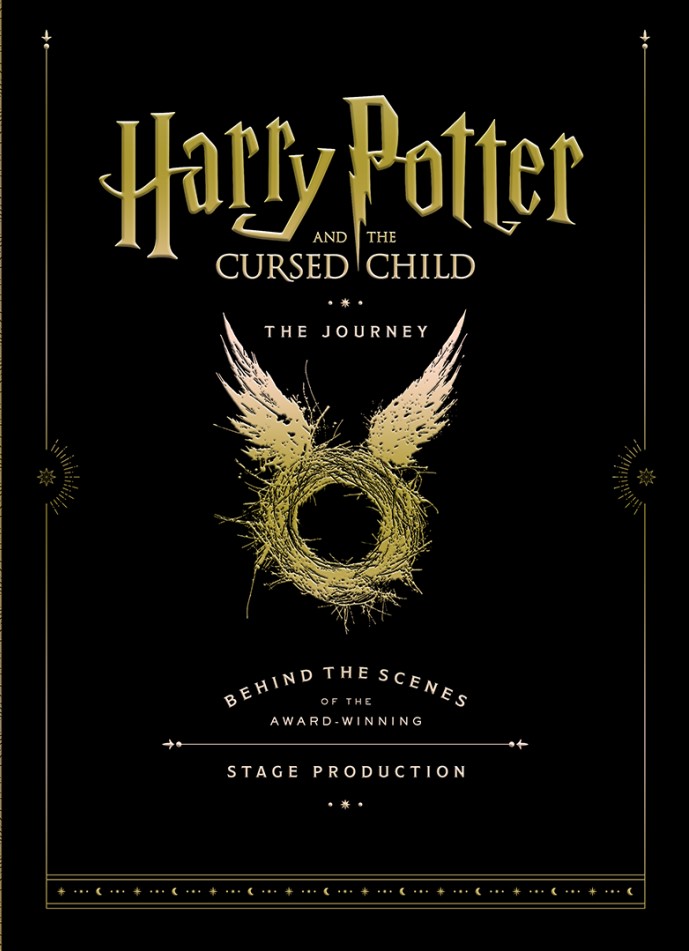 Harry Potter
AND THE
CURSED CHILD
THE JOURNEY
BEHIND THE SCENES
OF THE
AWARD-WINNING
STAGE PRODUCTION